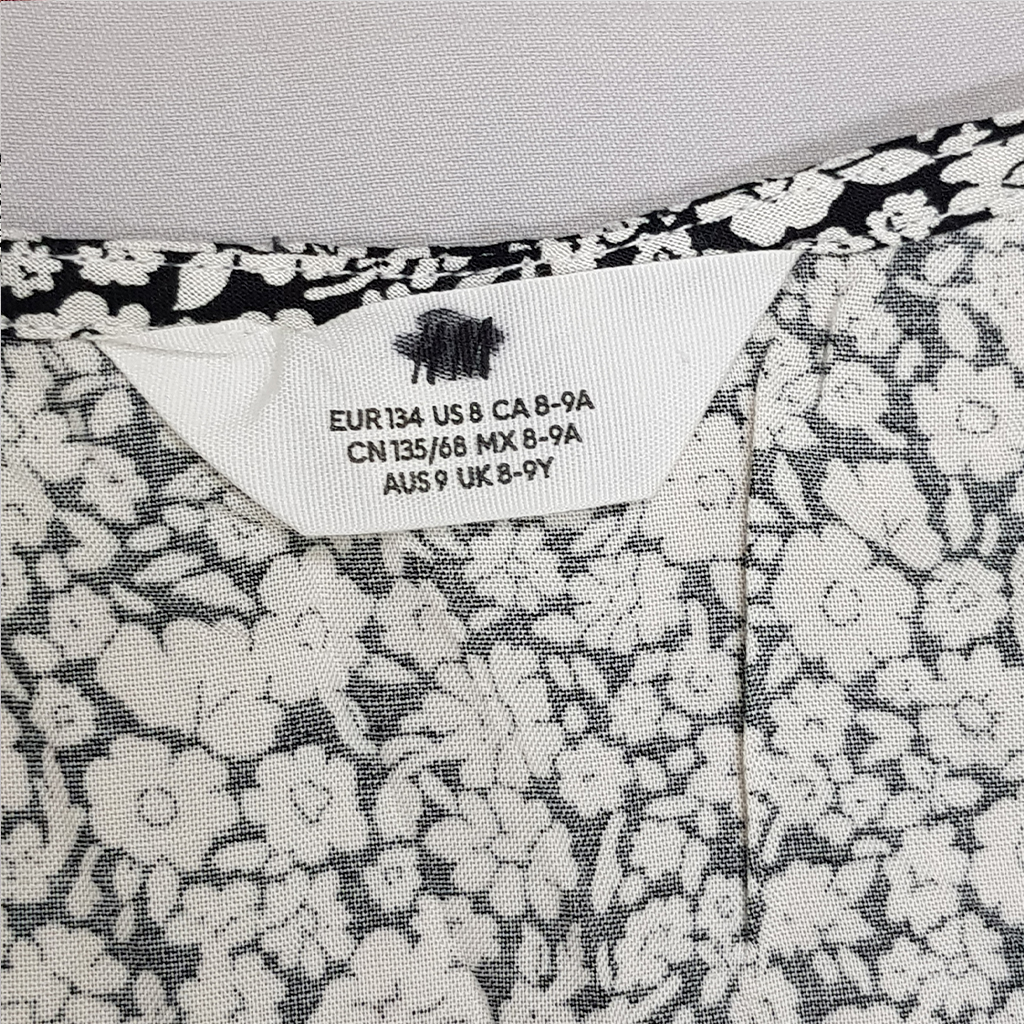 EUR 134 US 8 CA 8-9A
CN 135/68 MX 8-9A
AUS 9 UK 8-9Y